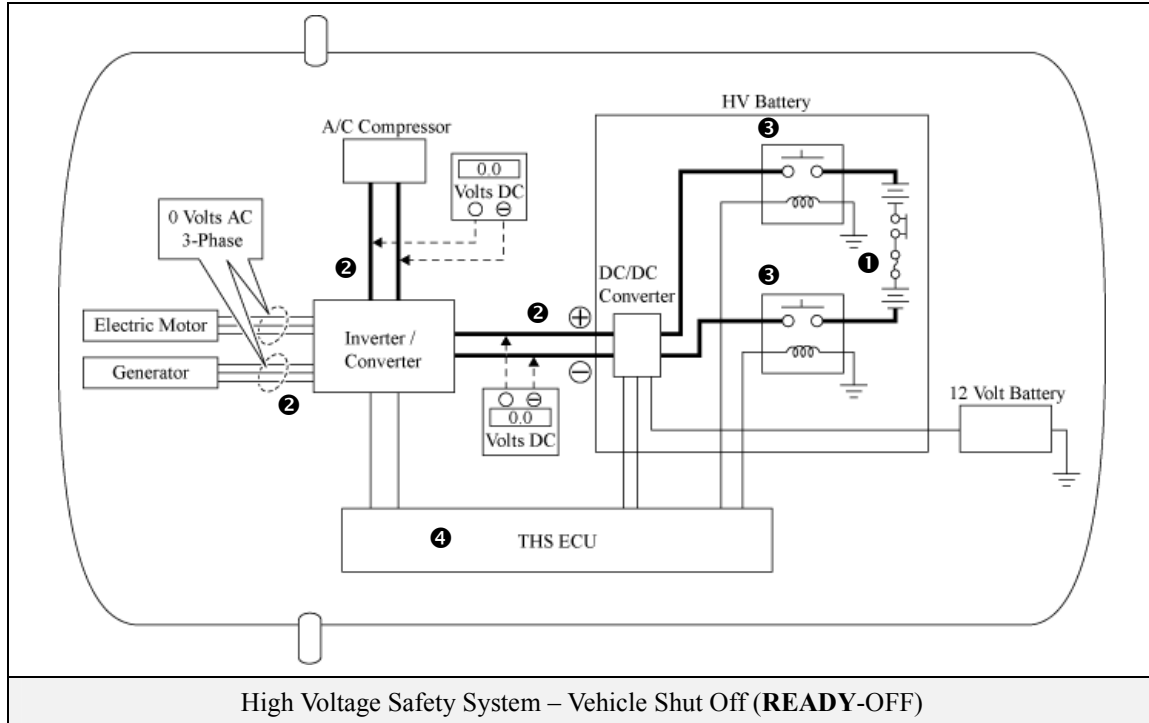 HV Battery
❸
A/C Compressor
0.0
Volts DC
0 Volts AC
3-Phase
❶
❷
DC/DC
Converter
❸
❷
Electric Motor
Inverter /
Converter
Generator
❷
12 Volt Battery
0.0
Volts DC
❹
THS ECU
High Voltage Safety System – Vehicle Shut Off (READY-OFF)